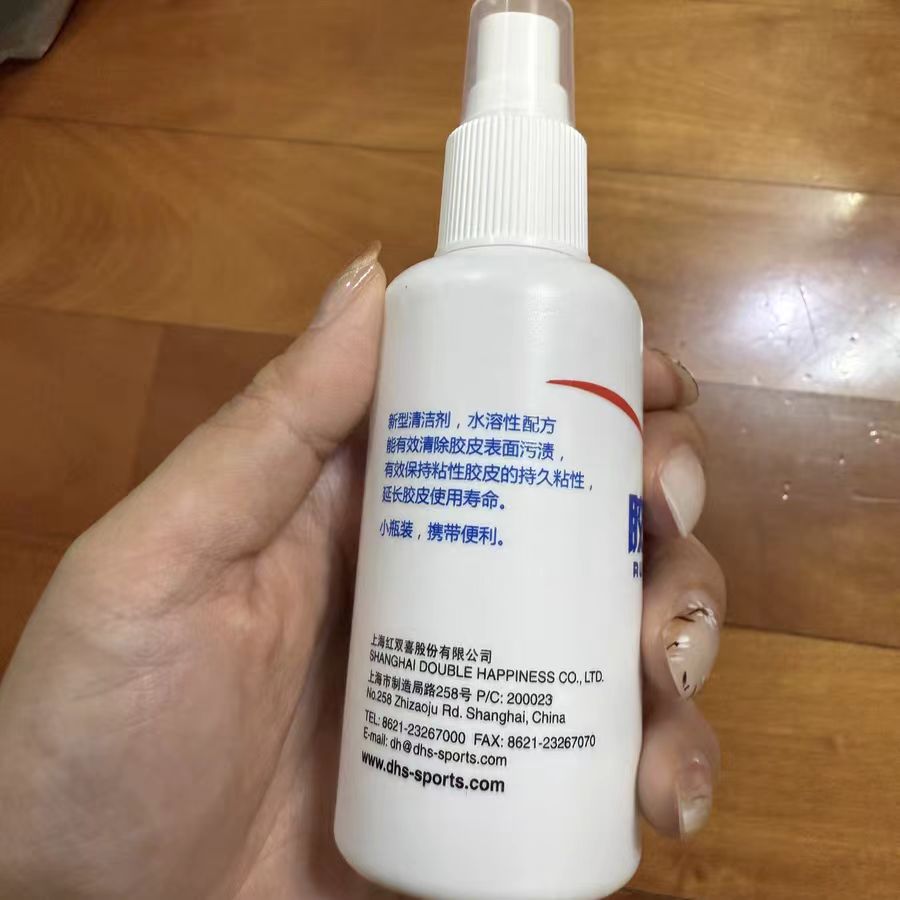 新型清洁剂，水溶性配方
能有效清除胶皮表面污渍，
有效保持粘性胶皮的持久粘性，
延长胶皮使用寿命。
小瓶装，携带便利。
上海红双喜股份有限公司
SHANGHAI DOUBLE HAPPINESS CO., LTD.
上海市制造局路258号 P/C: 200023
No.258 Zhizaoju Rd. Shanghai, China
TEL: 8621-23267000 FAX: 8621-23267070
E-mail: dh@dhs-sports.com
www.dhs-sports.com